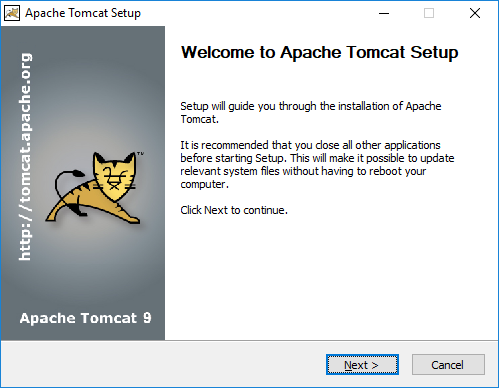 Apache Tomcat Setup
http://tomcat.apache.org
Apache Tomcat 9
Welcome to Apache Tomcat Setup
Setup will guide you through the installation of Apache
Tomcat.
It is recommended that you close all other applications
before starting Setup. This will make it possible to update
relevant system files without having to reboot your
computer.
Click Next to continue.
TM
Next >
Cancel